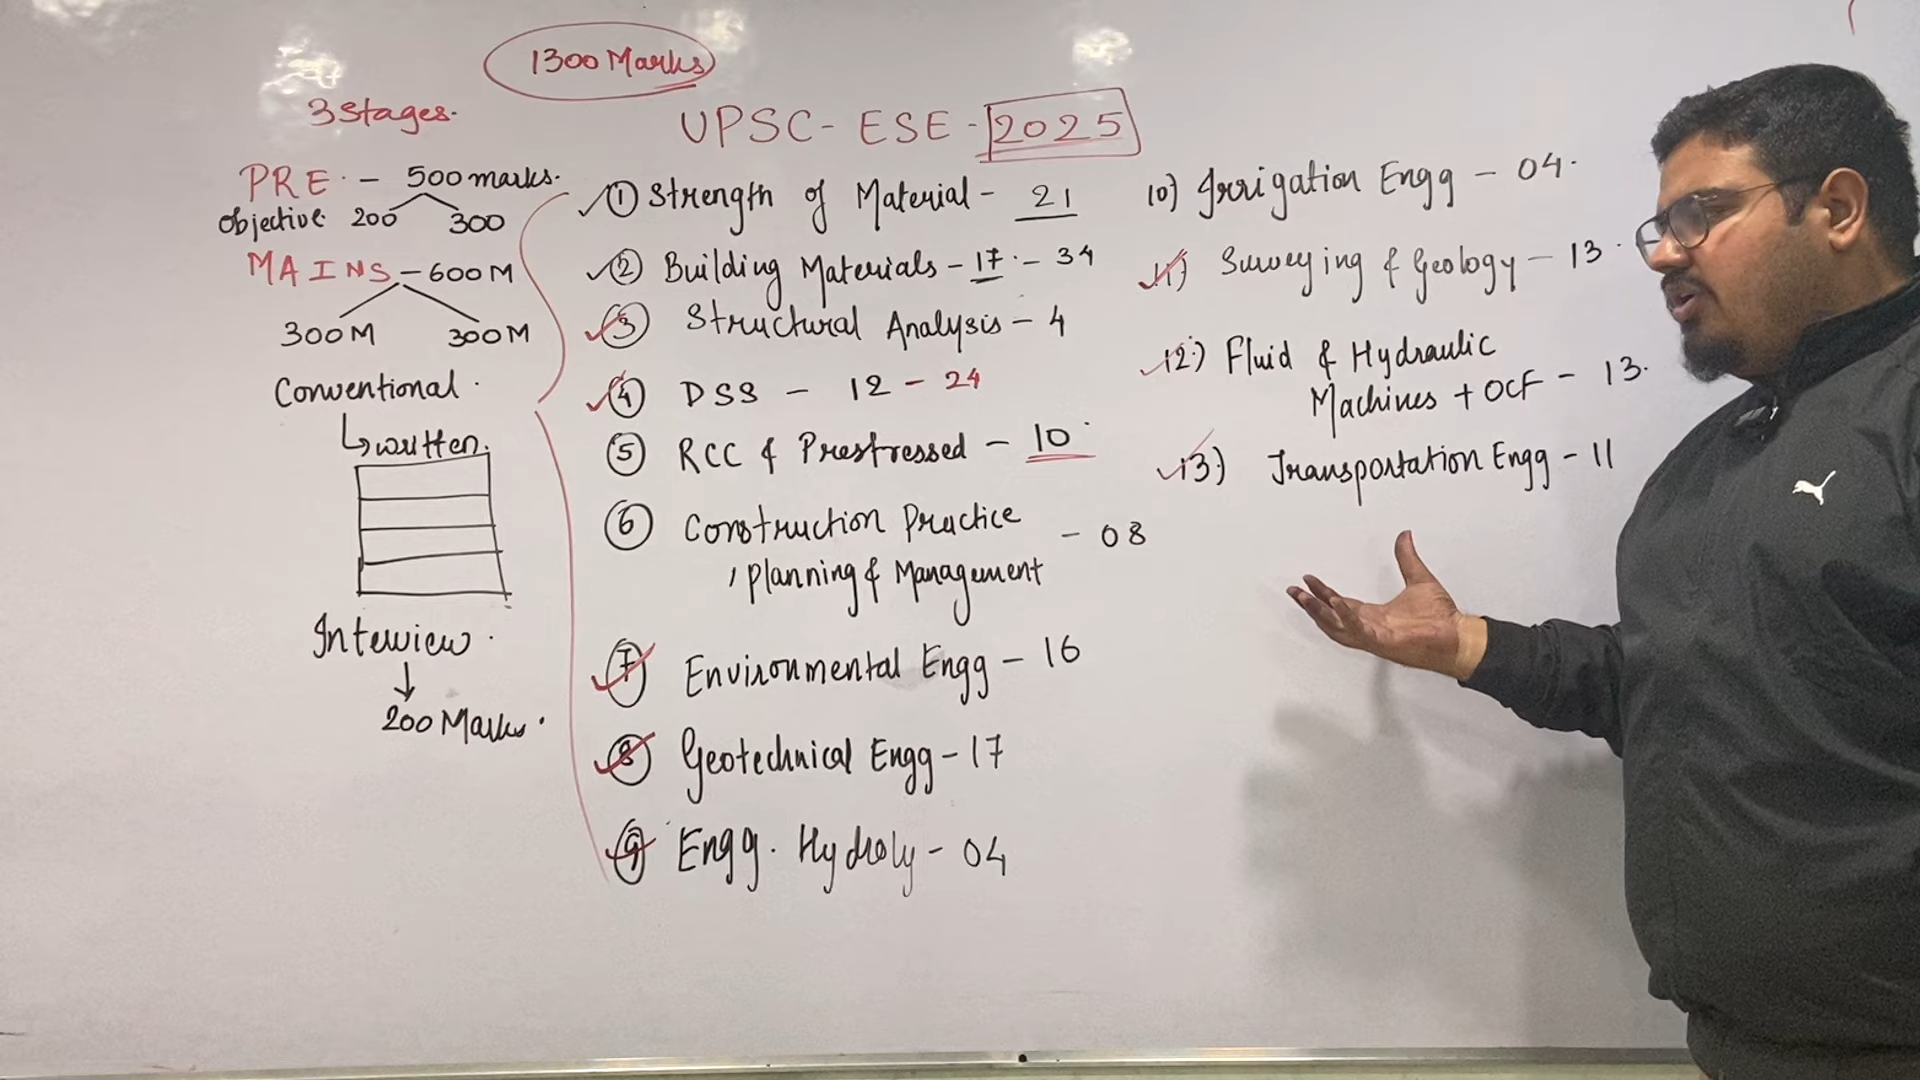 1300 Marks
3 Stages.
UPSC - ESE - 2025
PRE - 500 marks.
Objective 200 300
MAINS - 600 M
300 M 300 M
Conventional.
written.
Interview.
200 Marks.
① Strength of Material - 21
② Building Materials - 17 - 34
③ Structural Analysis - 4
④ DSS - 12 - 24
⑤ RCC & Prestressed - 10
⑥ Construction Practice
, Planning & Management - 08
⑦ Environmental Engg - 16
⑧ Geotechnical Engg - 17
⑨ Engg. Hydroly - 04
10) Irrigation Engg - 04.
11) Surveying & Geology - 13
12) Fluid & Hydraulic
Machines + OCF - 13.
13) Transportation Engg - 11